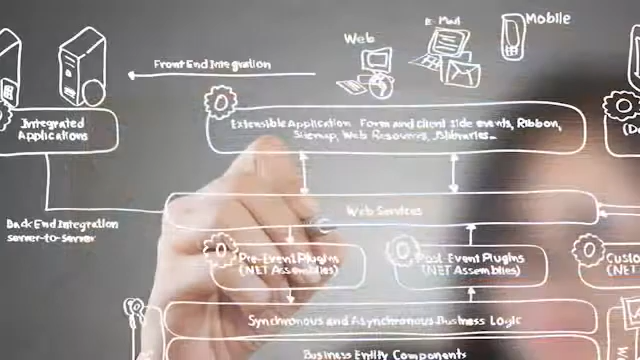 Web
E-Mail
Mobile
Front End Integration
Integrated
Applications
Extensible Application Form and Client Side events, Ribbon,
Sitemap, Web Resources, Jslibraries...
Back End Integration
server-to-server
Web Services
Pre-Event Plugins
(NET Assemblies)
Post-Event Plugins
(NET Assemblies)
Custo
(NET
Synchronous and Asynchronous Business Logic
Business Entity Components